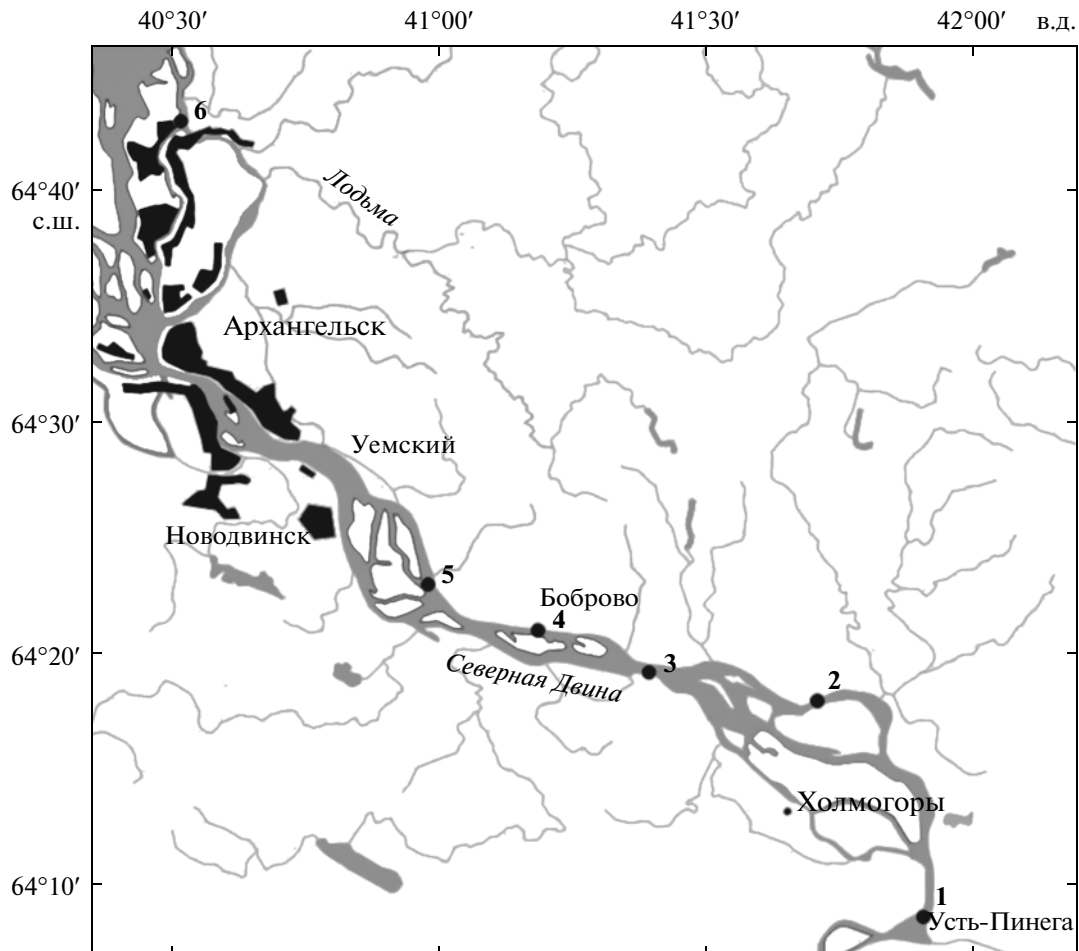 40°30′ 41°00′ 41°30′ 42°00′ в.д.
6
64°40′
с.ш.
Лодьма
Архангельск
64°30′
Уемский
Новодвинск
5
Боброво
4
64°20′
Северная Двина
3
2
Холмогоры
64°10′
1
Усть-Пинега